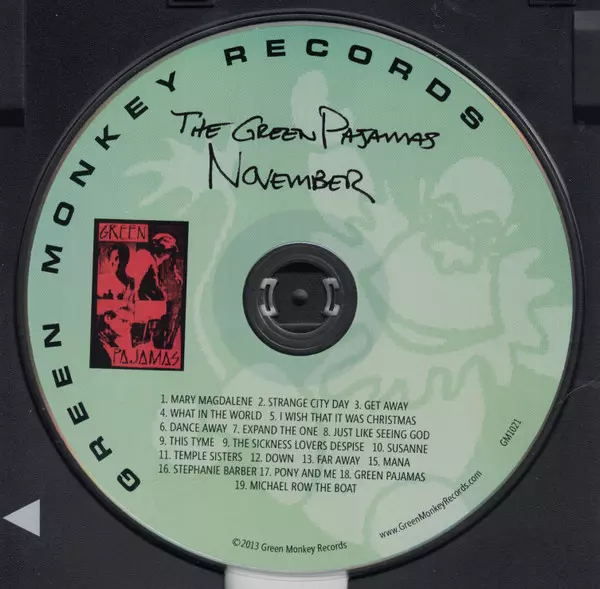 GREEN MONKEY RECORDS
THE GREEN PAJAMAS
NOVEMBER
GREEN
PAJAMAS
1. MARY MAGDALENE 2. STRANGE CITY DAY 3. GET AWAY
4. WHAT IN THE WORLD 5. I WISH THAT IT WAS CHRISTMAS
6. DANCE AWAY 7. EXPAND THE ONE 8. JUST LIKE SEEING GOD
9. THIS TYME 9. THE SICKNESS LOVERS DESPISE 10. SUSANNE
11. TEMPLE SISTERS 12. DOWN 13. FAR AWAY 15. MANA
16. STEPHANIE BARBER 17. PONY AND ME 18. GREEN PAJAMAS
19. MICHAEL ROW THE BOAT
GM1021
www.GreenMonkeyRecords.com
©2013 Green Monkey Records